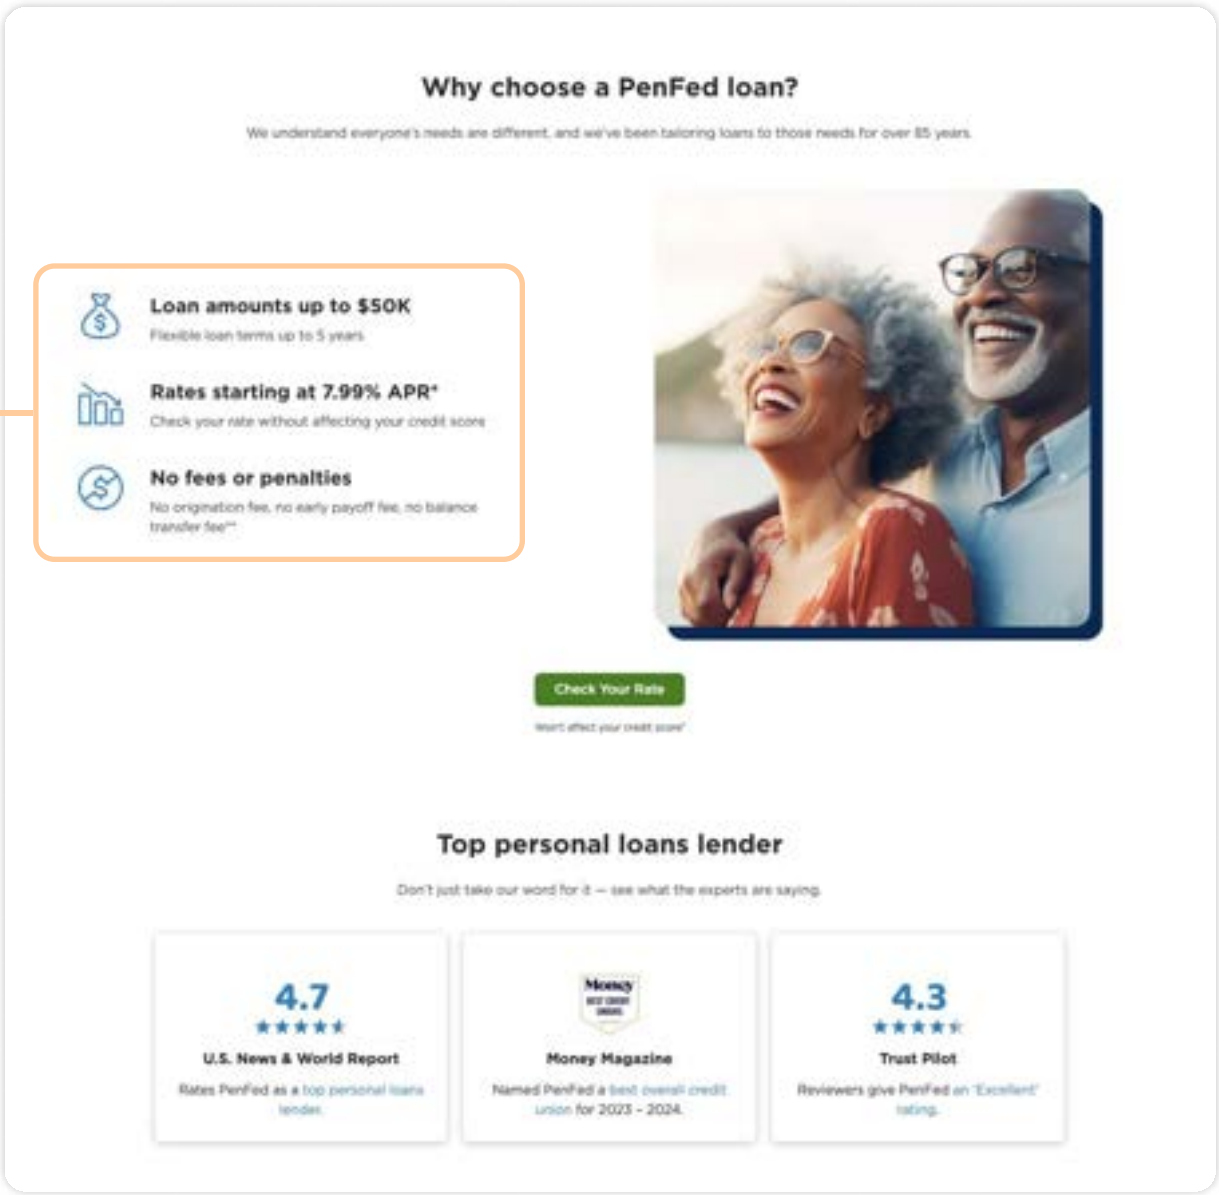 Why choose a PenFed loan?
We understand everyone's needs are different, and we've been tailoring loans to those needs for over 85 years.
Loan amounts up to $50K
Flexible loan terms up to 5 years
Rates starting at 7.99% APR*
Check your rate without affecting your credit score
No fees or penalties
No origination fee, no early payoff fee, no balance
transfer fee**
Check Your Rate
Won't affect your credit score*
Top personal loans lender
Don't just take our word for it — see what the experts are saying.
4.7
U.S. News & World Report
Rates PenFed as a top personal loans
lender.
Money
BEST CREDIT
UNIONS
Money Magazine
Named PenFed a best overall credit
union for 2023 - 2024.
4.3
Trust Pilot
Reviewers give PenFed an 'Excellent'
rating.